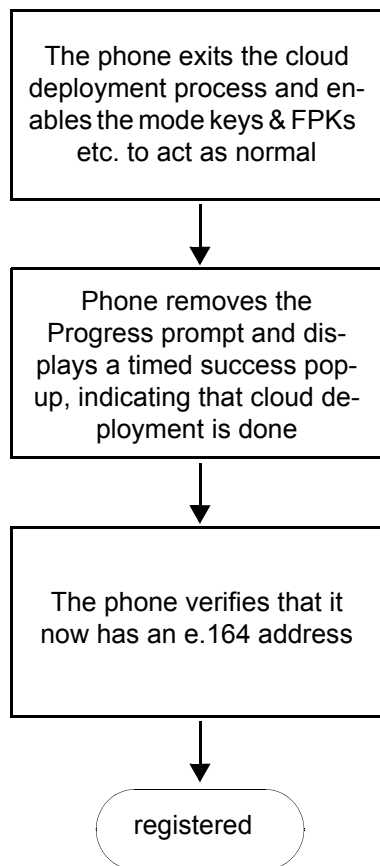 The phone exits the cloud
deployment process and en-
ables the mode keys & FPKs
etc. to act as normal
Phone removes the
Progress prompt and dis-
plays a timed success pop-
up, indicating that cloud de-
ployment is done
The phone verifies that it
now has an e.164 address
registered